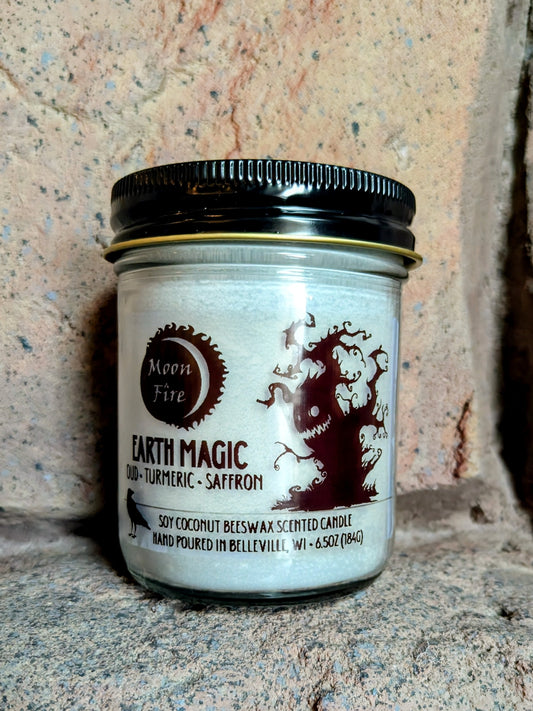 Moon
&
Fire
EARTH MAGIC
OUD • TURMERIC • SAFFRON
SOY COCONUT BEESWAX SCENTED CANDLE
HAND POURED IN BELLEVILLE, WI • 6.5OZ (184G)